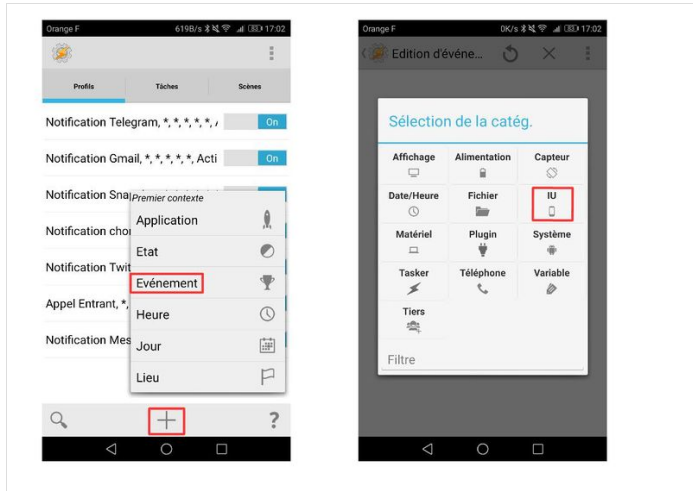 Orange F 619B/s 17:02
Profils Tâches Scènes
Notification Telegram, *, *, *, *, *, On
Notification Gmail, *, *, *, *, *, Acti On
Notification Sna
Notification cho
Notification Twit
Appel Entrant, *,
Notification Mes
Premier contexte
Application
Etat
Evénement
Heure
Jour
Lieu
?
Orange F 0K/s 17:02
Edition d'événe...
Sélection de la catég.
Affichage Alimentation Capteur
Date/Heure Fichier IU
Matériel Plugin Système
Tasker Téléphone Variable
Tiers
Filtre